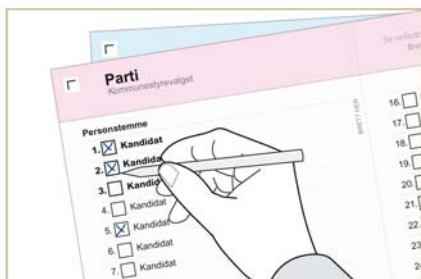 Parti
Kommunestyrevalget
Personstemme
1. Kandidat
2. Kandida
3. Kandid
4. Kandidat
5. Kandidat
6. Kandidat
7. Kandidat
16.
17.
18.
19.
20.
21.
22.
23.